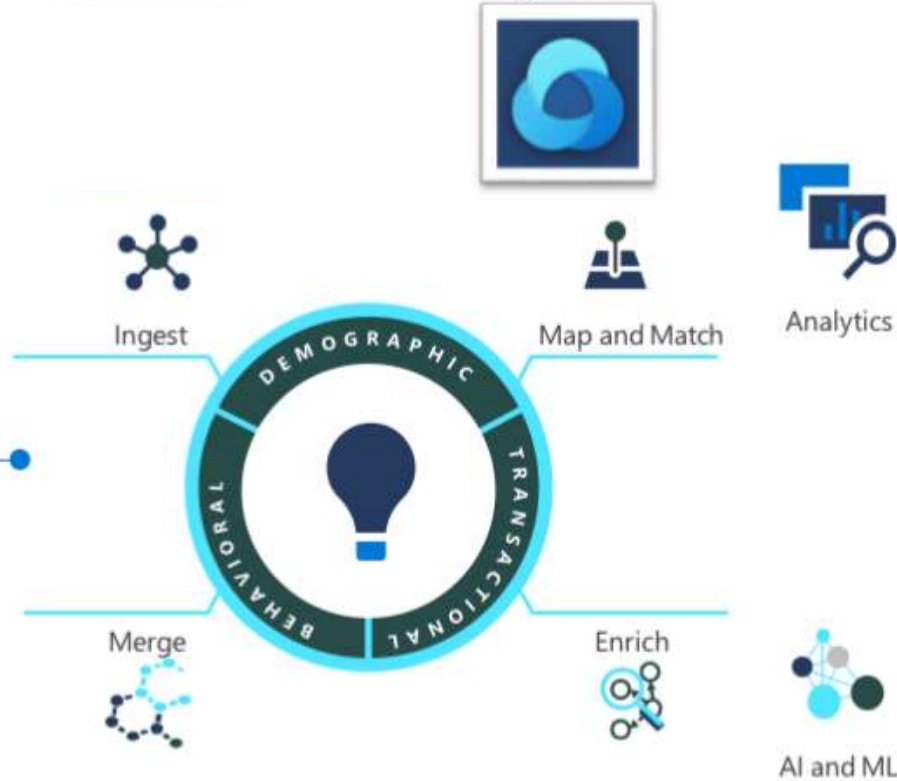 Ingest
Map and Match
Analytics
DEMOGRAPHIC
TRANSACTIONAL
BEHAVIORAL
Merge
Enrich
AI and ML